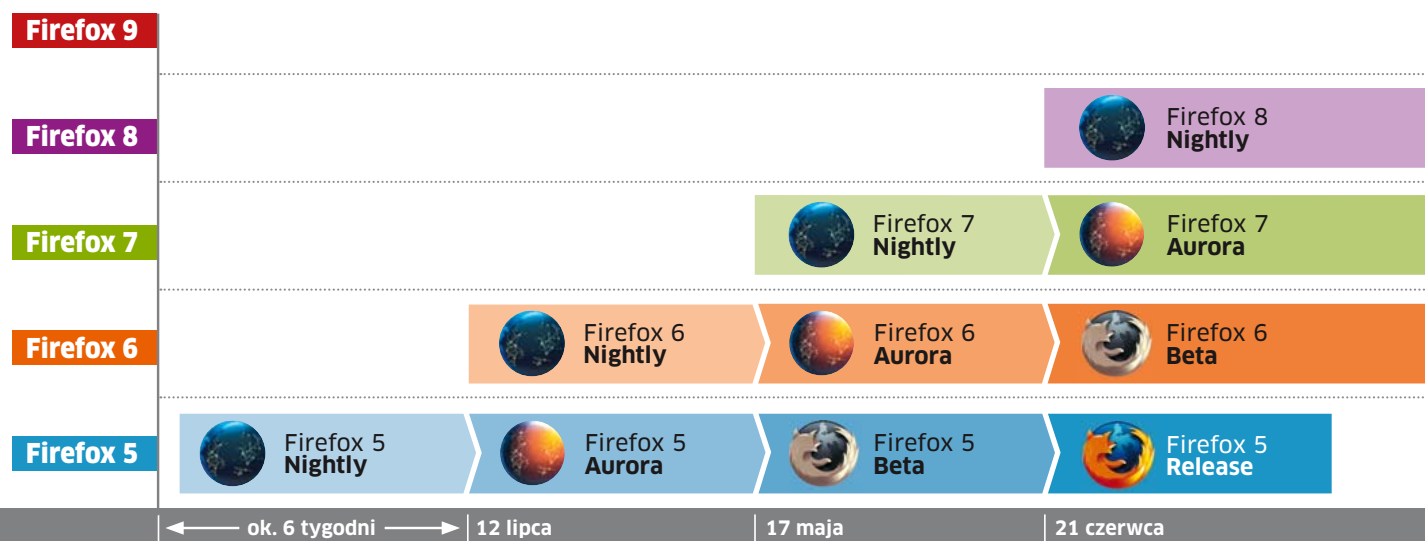 Firefox 9
Firefox 8
Firefox 8
Nightly
Firefox 7
Firefox 7
Nightly
Firefox 7
Aurora
Firefox 6
Firefox 6
Nightly
Firefox 6
Aurora
Firefox 6
Beta
Firefox 5
Firefox 5
Nightly
Firefox 5
Aurora
Firefox 5
Beta
Firefox 5
Release
ok. 6 tygodni
12 lipca
17 maja
21 czerwca